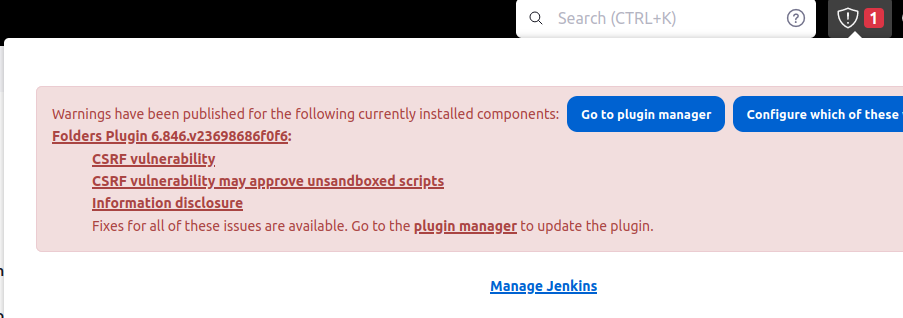 Search (CTRL+K)
1
Warnings have been published for the following currently installed components:
Go to plugin manager
Configure which of these
Folders Plugin 6.846.v23698686f0f6:
CSRF vulnerability
CSRF vulnerability may approve unsandboxed scripts
Information disclosure
Fixes for all of these issues are available. Go to the plugin manager to update the plugin.
Manage Jenkins